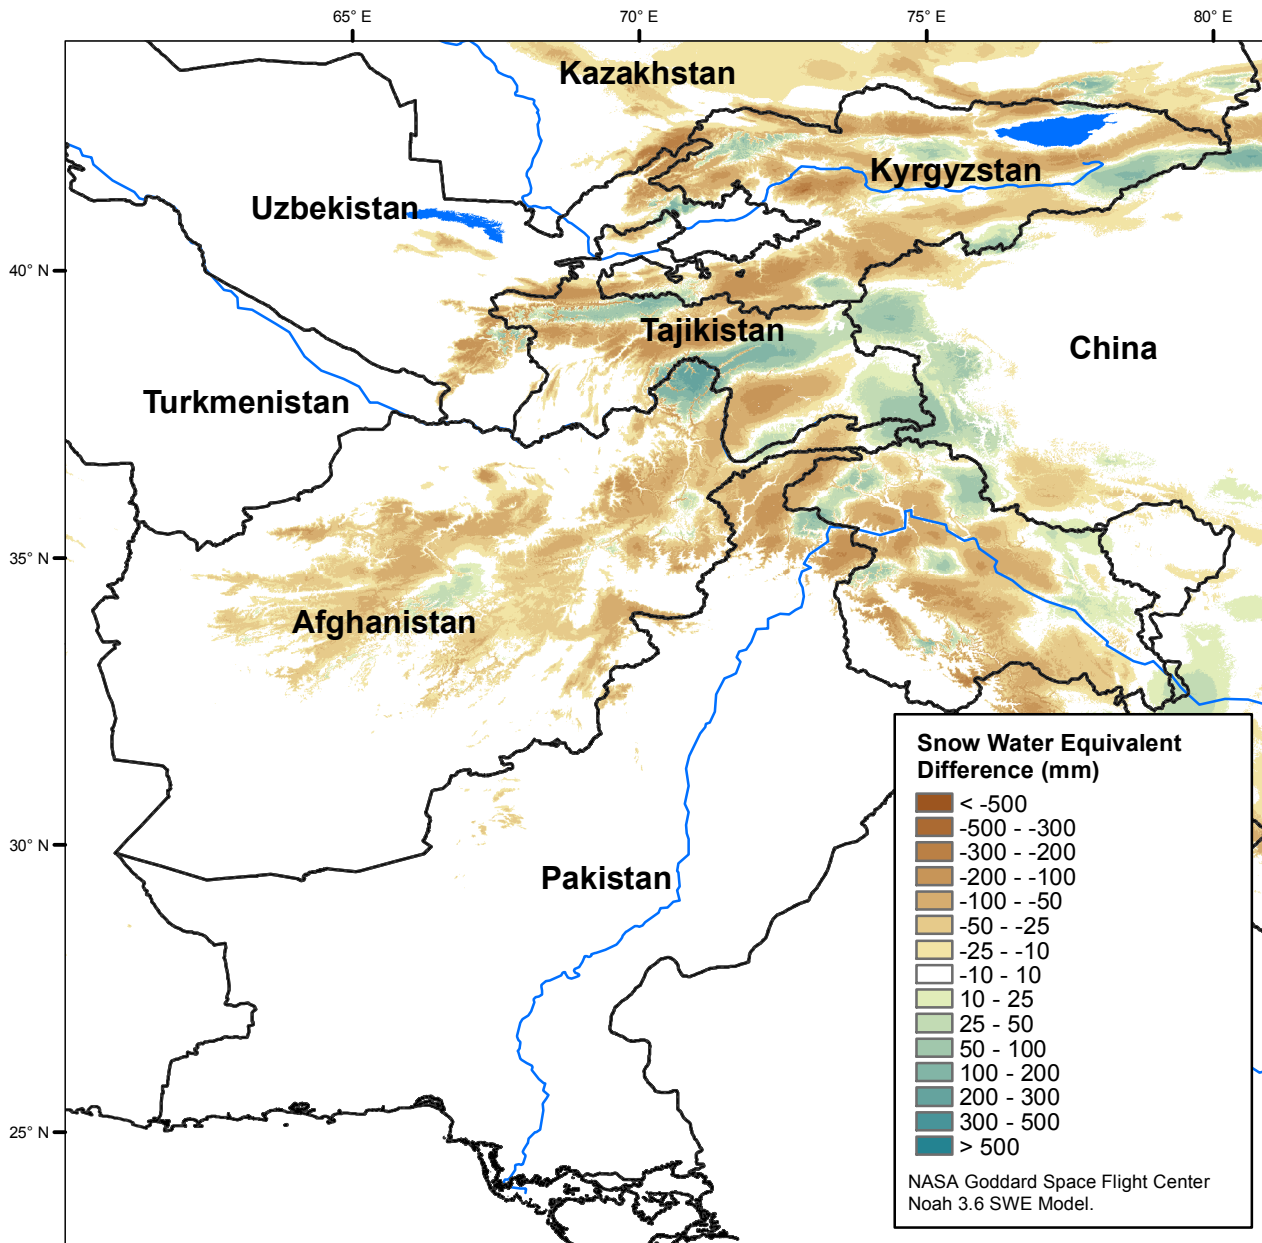 65° E
70° E
75° E
80° E
Kazakhstan
Kyrgyzstan
Uzbekistan
40° N
Tajikistan
China
Turkmenistan
35° N
Afghanistan
Snow Water Equivalent
Difference (mm)
< -500
-500 - -300
-300 - -200
-200 - -100
-100 - -50
-50 - -25
-25 - -10
-10 - 10
10 - 25
25 - 50
50 - 100
100 - 200
200 - 300
300 - 500
> 500
30° N
Pakistan
25° N
NASA Goddard Space Flight Center
Noah 3.6 SWE Model.